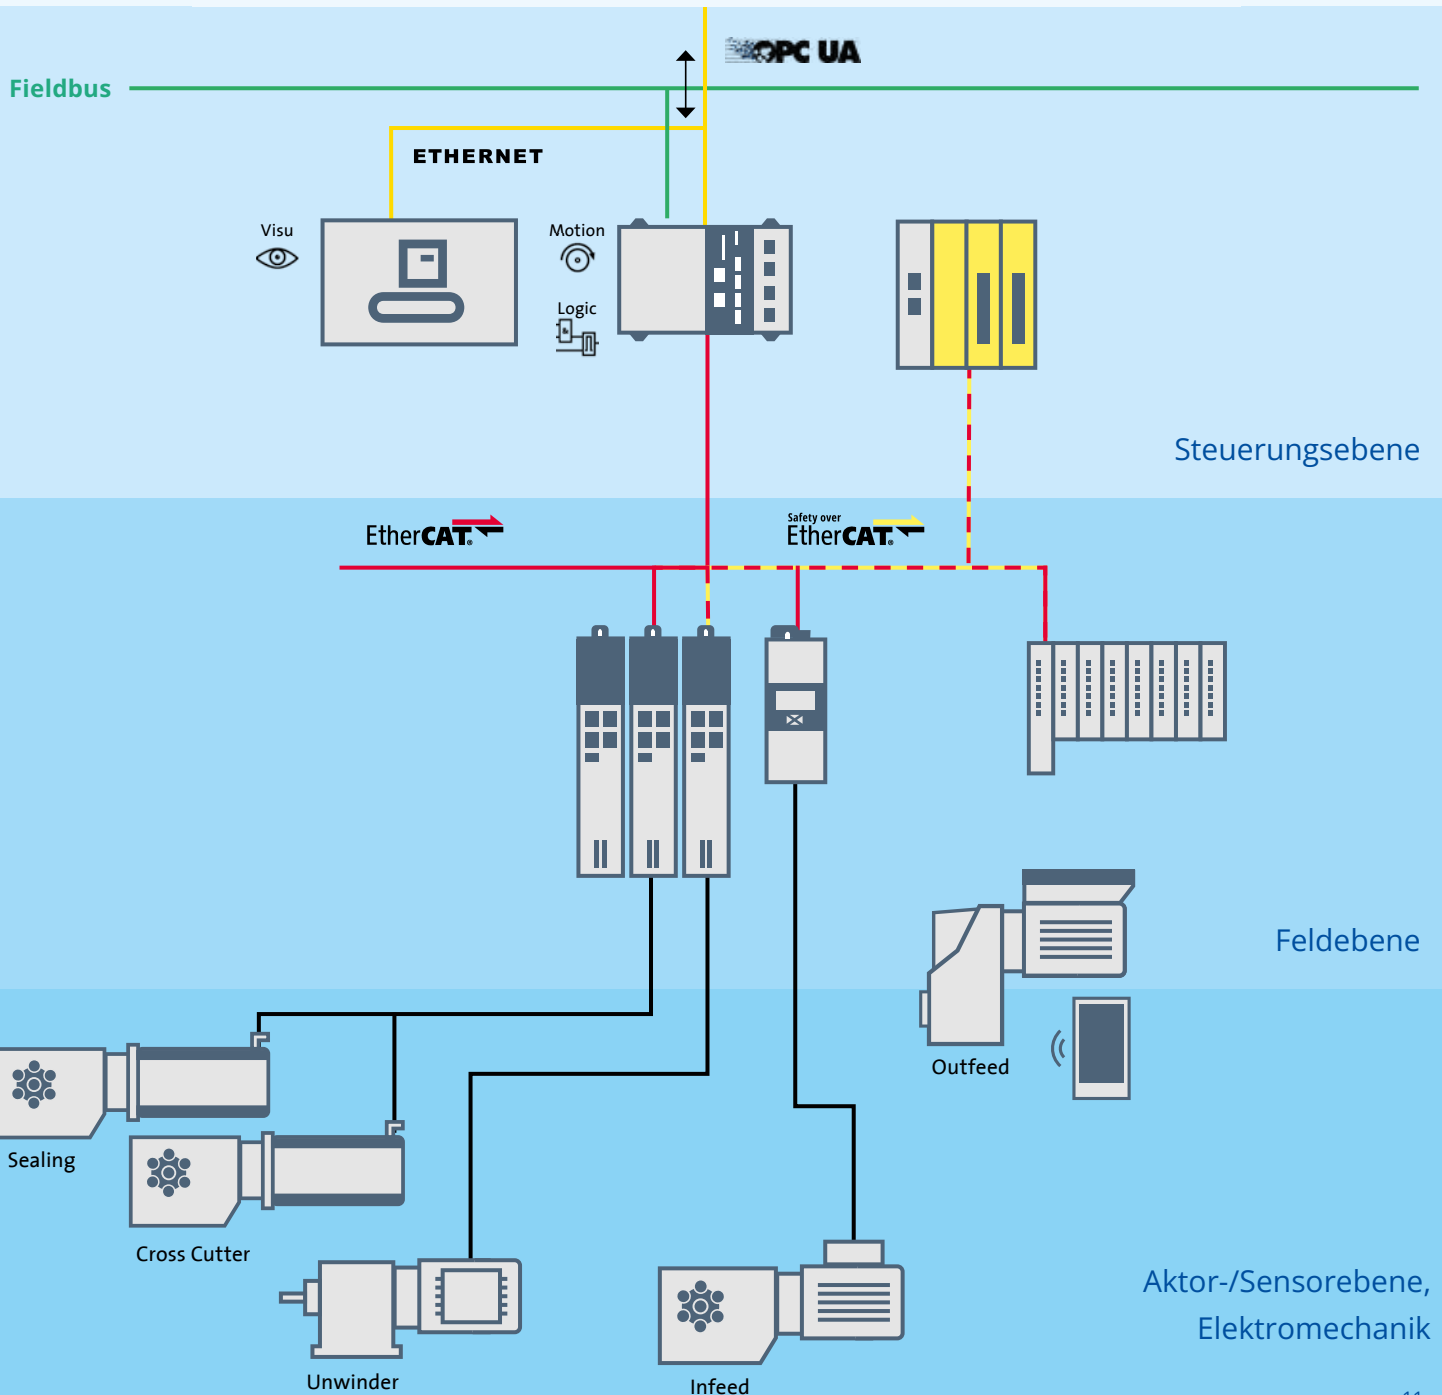 OPC UA
Fieldbus
ETHERNET
Visu
Motion
Logic
&
Steuerungsebene
EtherCAT®
Safety over
EtherCAT®
Feldebene
Outfeed
Sealing
Cross Cutter
Aktor-/Sensorebene,
Elektromechanik
Unwinder
Infeed